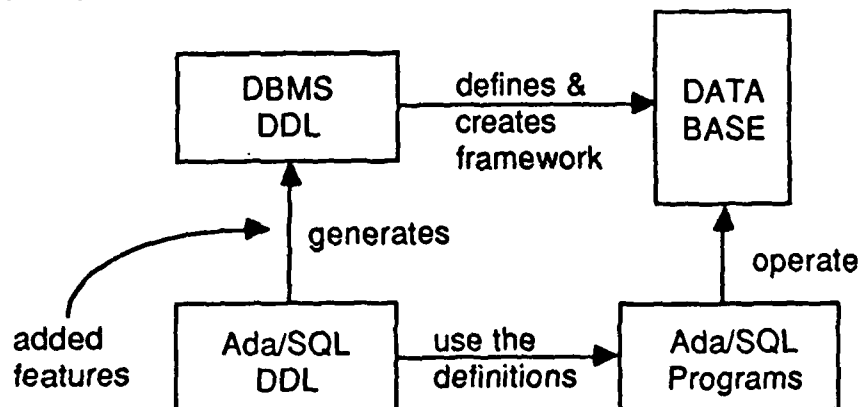 DBMS
DDL
defines &
creates
framework
DATA
BASE
generates
operate
added
features
Ada/SQL
DDL
use the
definitions
Ada/SQL
Programs